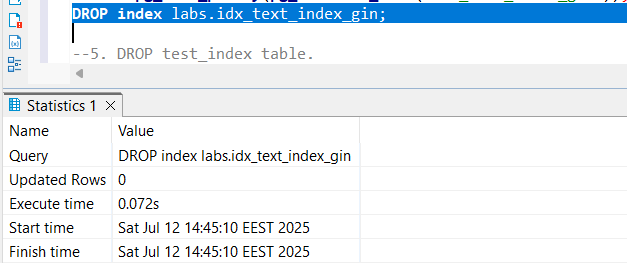 DROP index labs.idx_text_index_gin;
--5. DROP test_index table.
Statistics 1
Name Value
Query DROP index labs.idx_text_index_gin
Updated Rows 0
Execute time 0.072s
Start time Sat Jul 12 14:45:10 EEST 2025
Finish time Sat Jul 12 14:45:10 EEST 2025